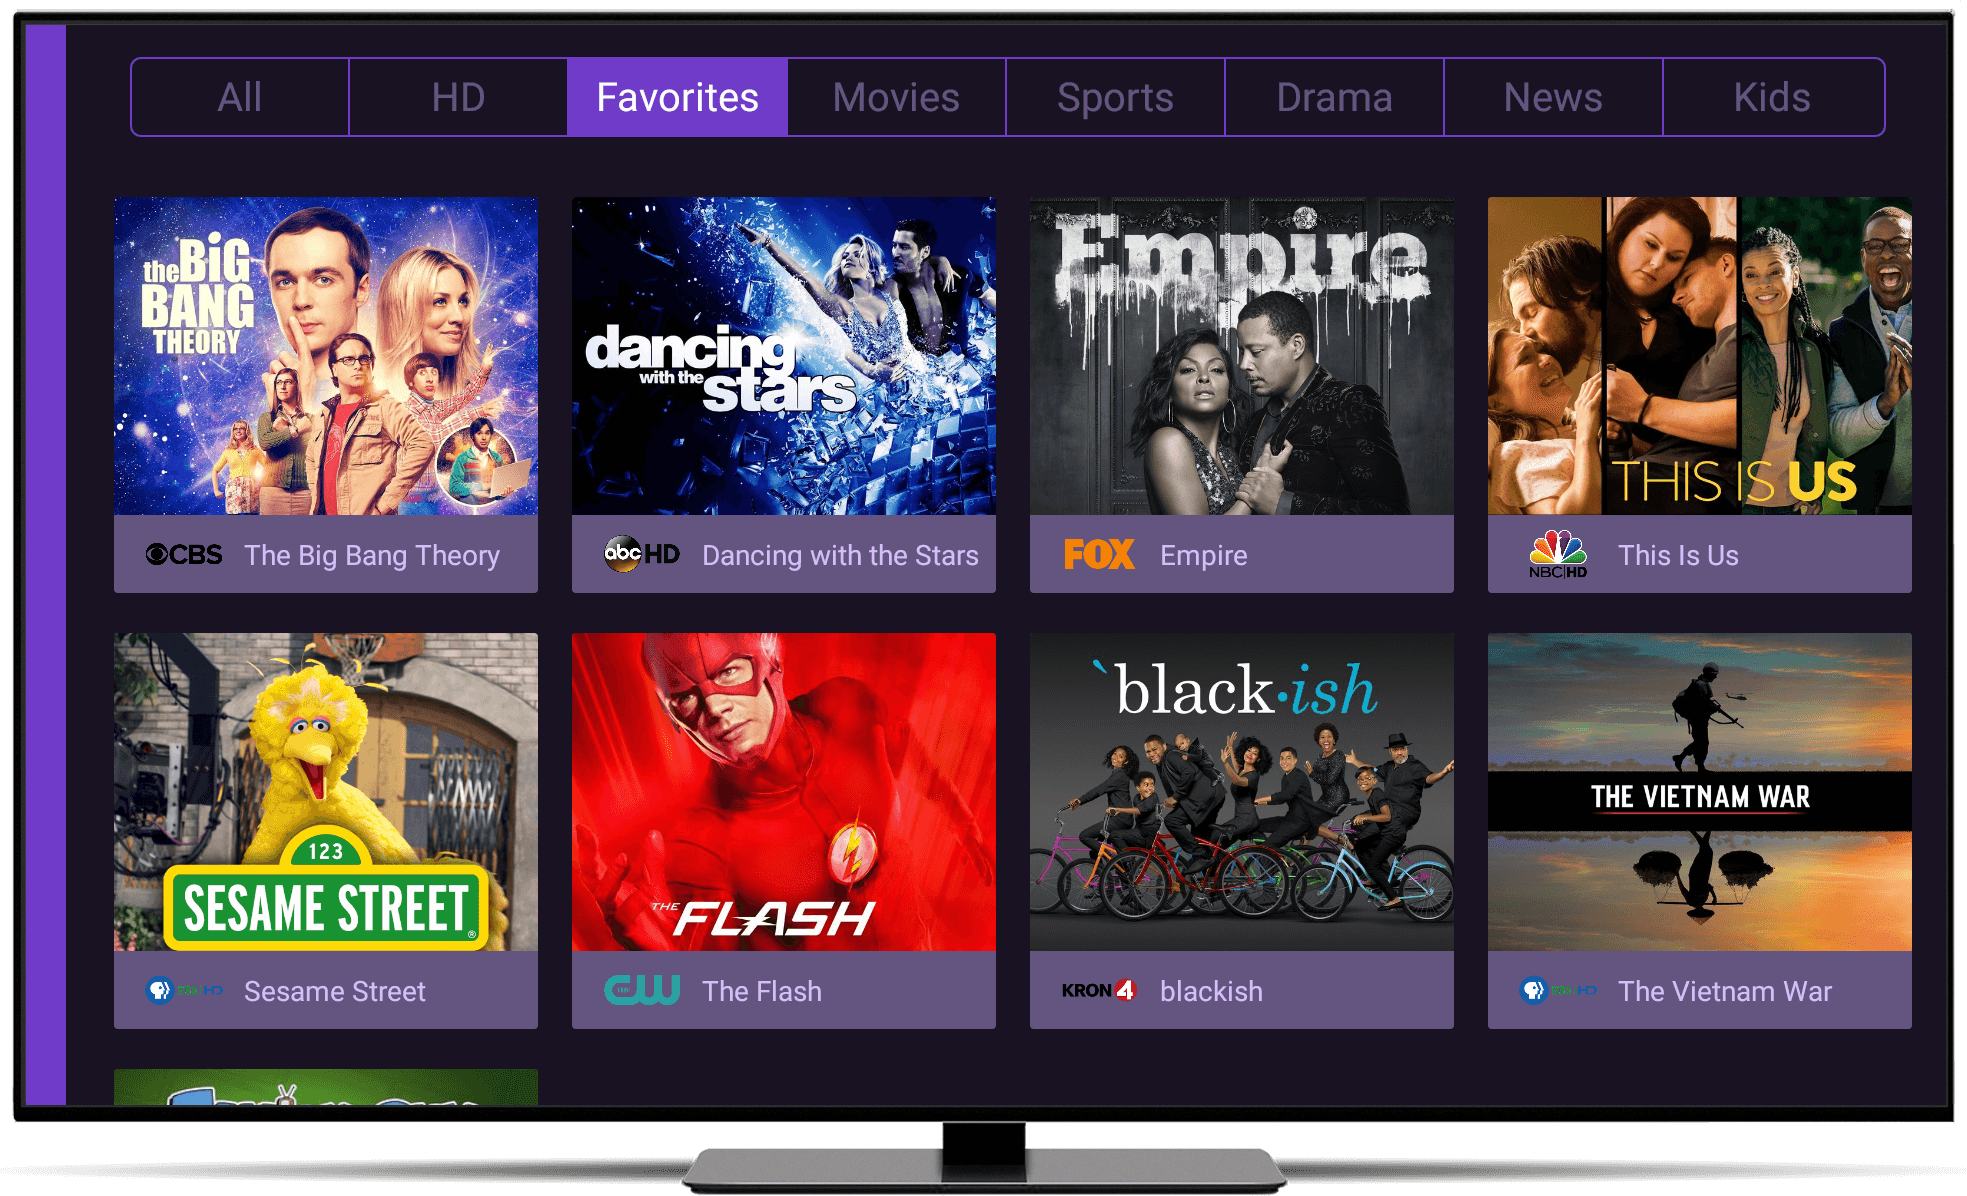 All
HD
Favorites
Movies
Sports
Drama
News
Kids
the BiG
BANG
THEORY
dancing
with the
stars
Empire
THIS IS US
CBS
The Big Bang Theory
abc HD
Dancing with the Stars
FOX
Empire
NBC|HD
This Is Us
123
SESAME STREET
®
THE
FLASH
`black·ish
THE VIETNAM WAR
Sesame Street
CW
The Flash
KRON 4
blackish
The Vietnam War